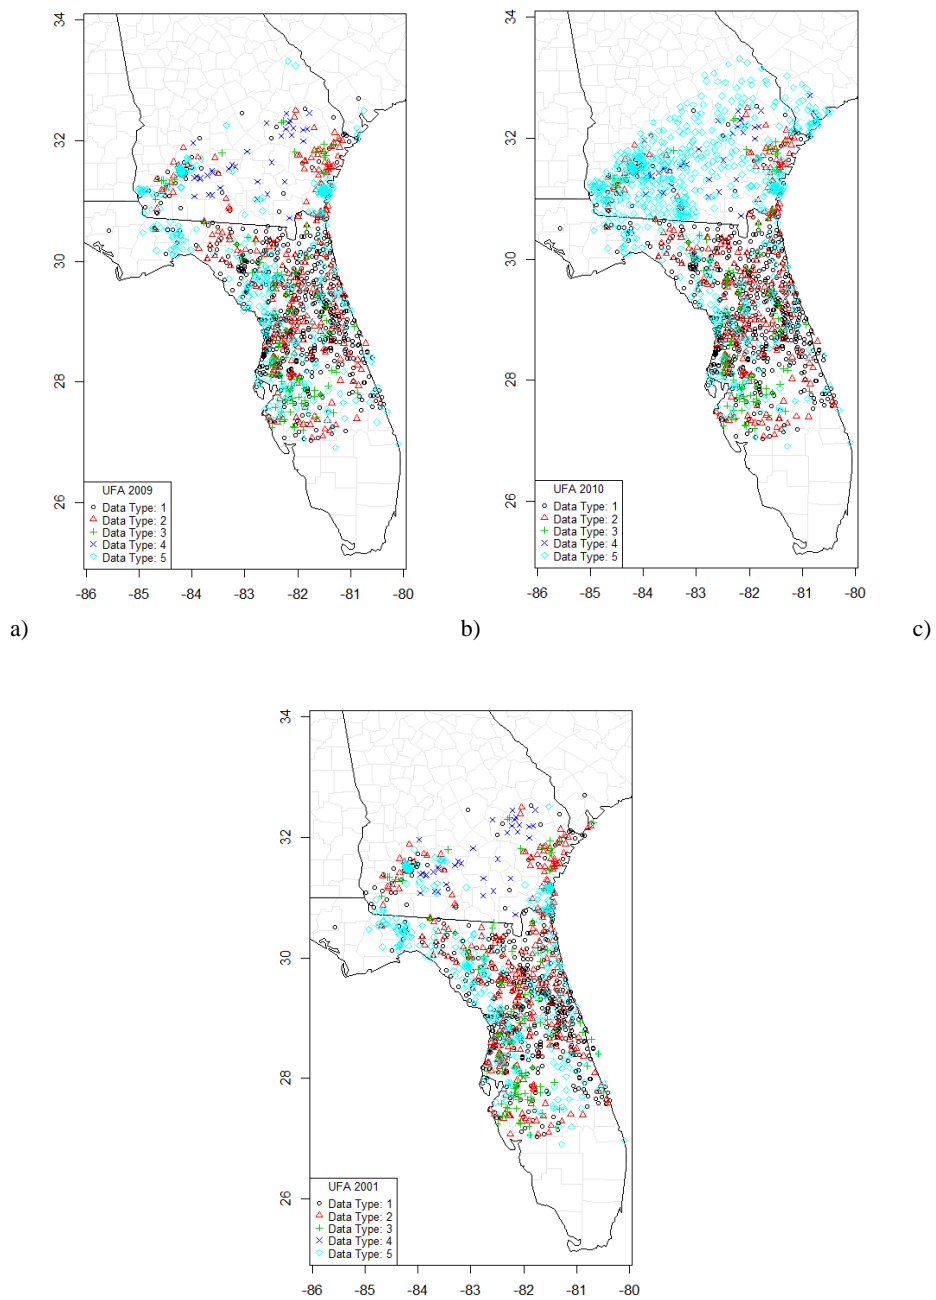 34
32
30
28
26
UFA 2009
Data Type: 1
Data Type: 2
Data Type: 3
Data Type: 4
Data Type: 5
-86 -85 -84 -83 -82 -81 -80
34
32
30
28
26
UFA 2010
Data Type: 1
Data Type: 2
Data Type: 3
Data Type: 4
Data Type: 5
-86 -85 -84 -83 -82 -81 -80
a) b) c)
34
32
30
28
26
UFA 2001
Data Type: 1
Data Type: 2
Data Type: 3
Data Type: 4
Data Type: 5
-86 -85 -84 -83 -82 -81 -80